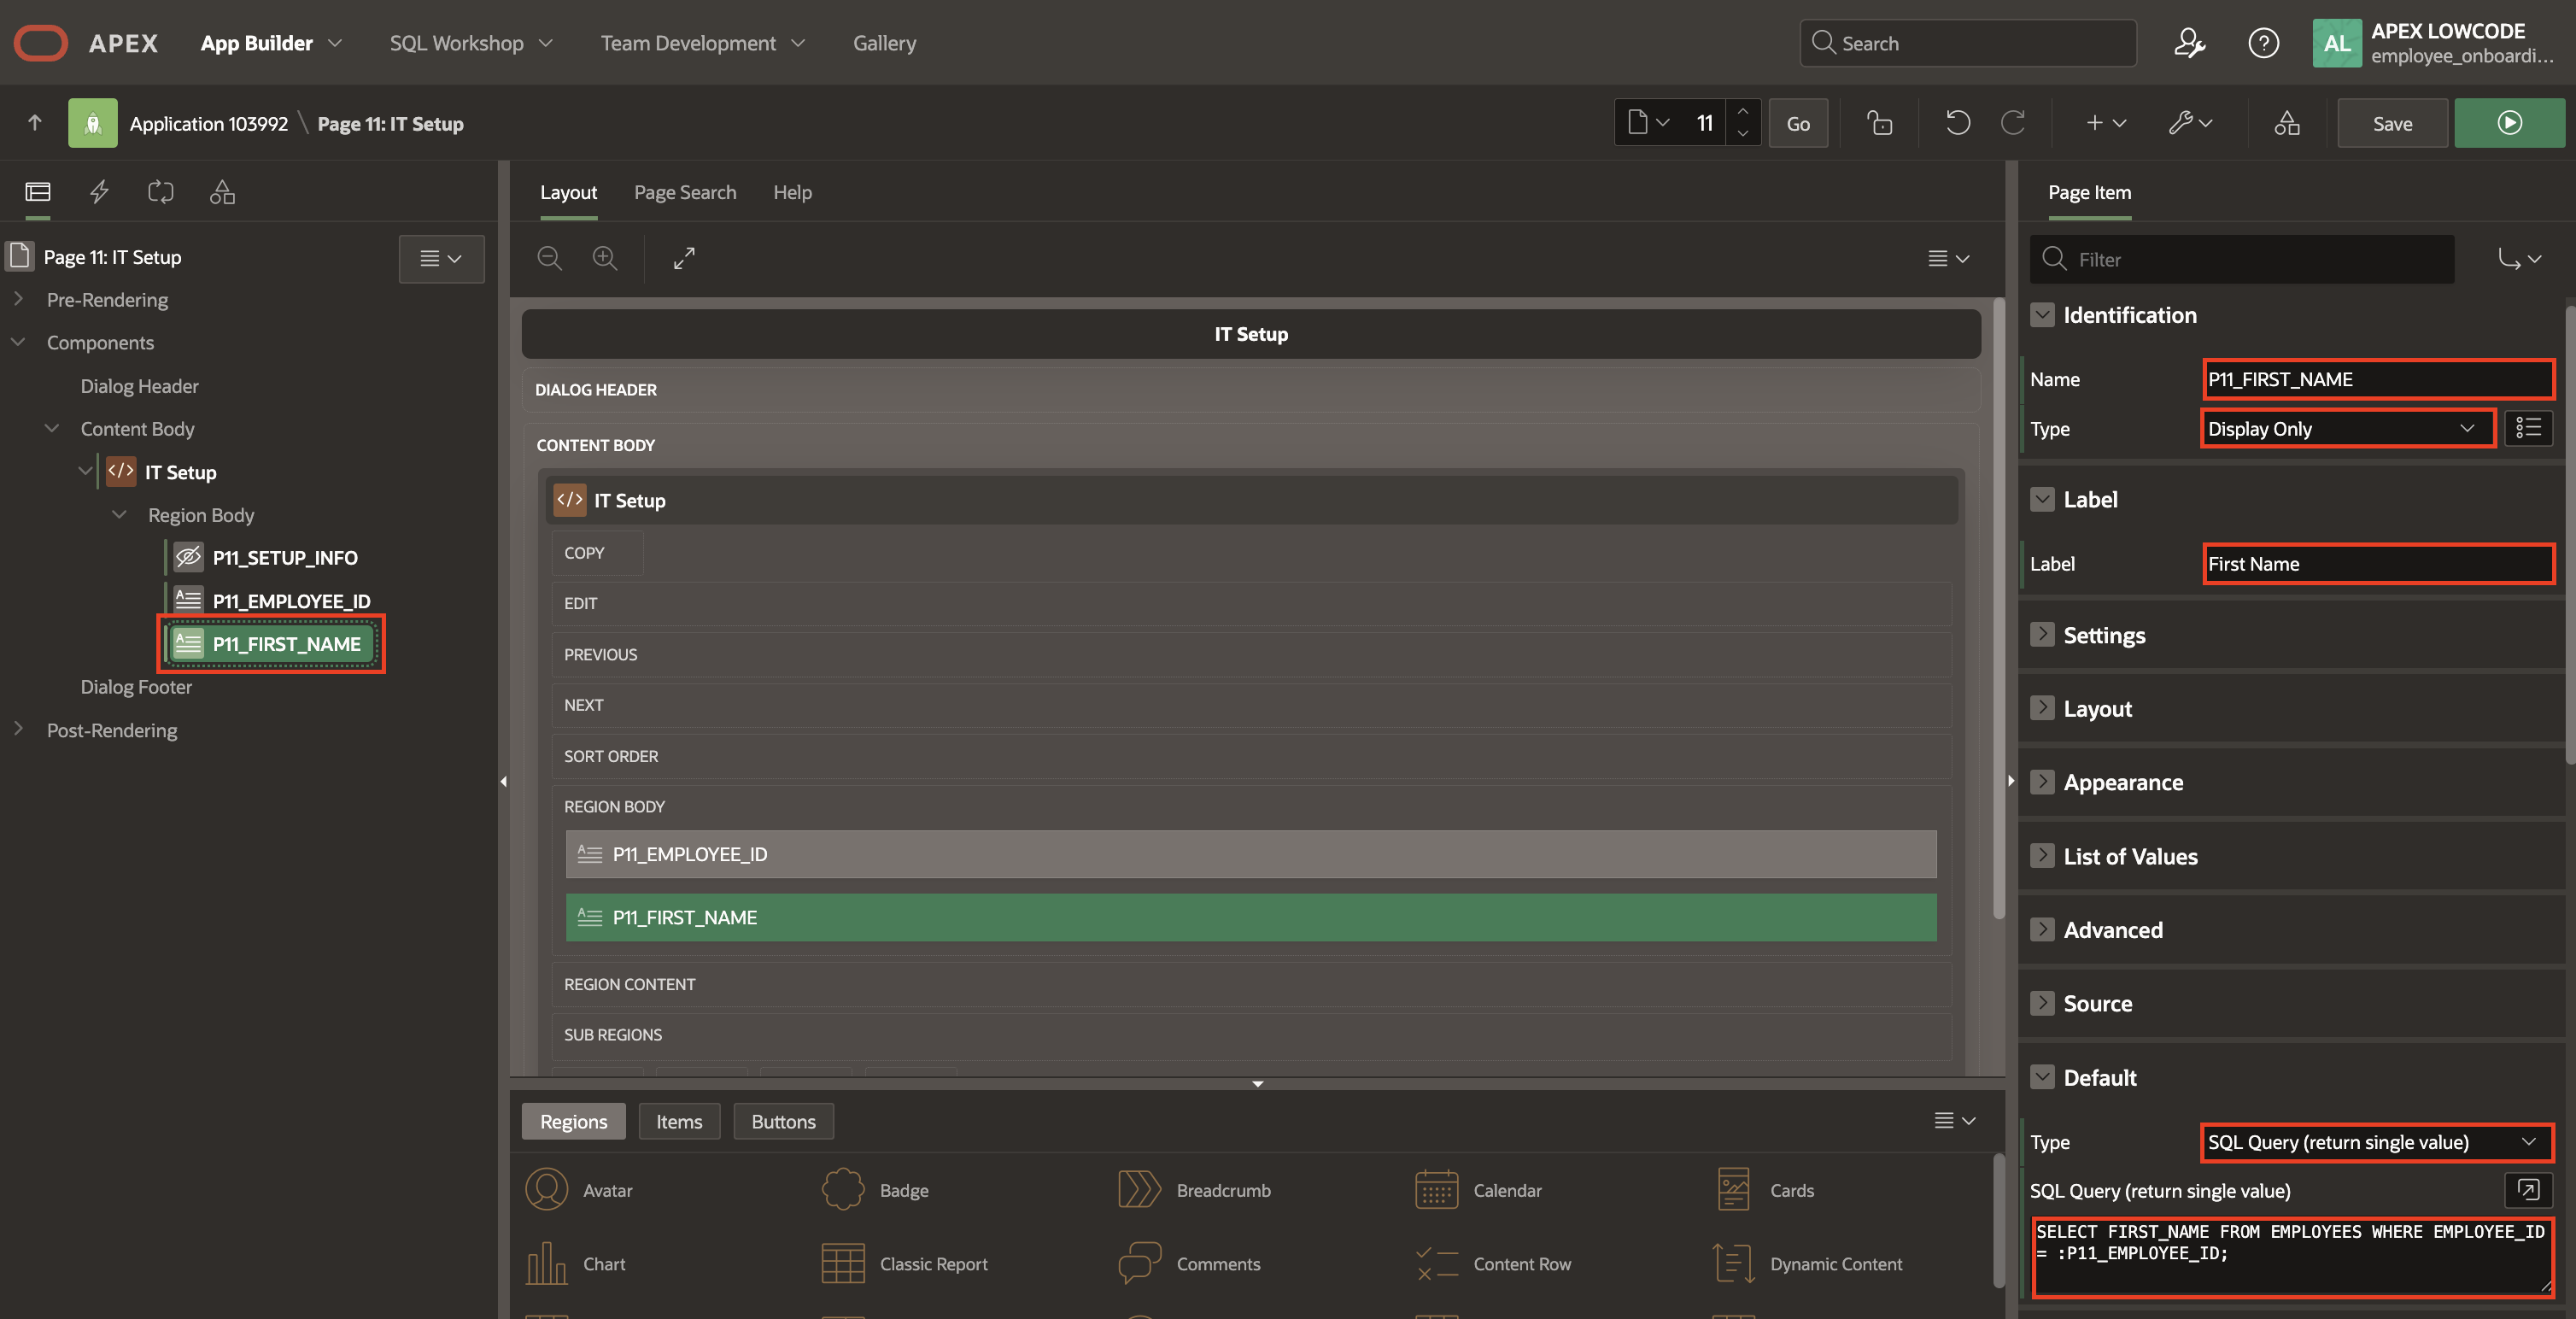 APEX
App Builder
SQL Workshop
Team Development
Gallery
Search
AL
APEX LOWCODE
employee_onboardi...
Application 103992 \ Page 11: IT Setup
11
Go
Save
Page 11: IT Setup
Pre-Rendering
Components
Dialog Header
Content Body
</> IT Setup
Region Body
P11_SETUP_INFO
P11_EMPLOYEE_ID
P11_FIRST_NAME
Dialog Footer
Post-Rendering
Layout
Page Search
Help
IT Setup
DIALOG HEADER
CONTENT BODY
</> IT Setup
COPY
EDIT
PREVIOUS
NEXT
SORT ORDER
REGION BODY
P11_EMPLOYEE_ID
P11_FIRST_NAME
REGION CONTENT
SUB REGIONS
Regions
Items
Buttons
Avatar
Badge
Breadcrumb
Calendar
Cards
Chart
Classic Report
Comments
Content Row
Dynamic Content
Page Item
Filter
Identification
Name
P11_FIRST_NAME
Type
Display Only
Label
Label
First Name
Settings
Layout
Appearance
List of Values
Advanced
Source
Default
Type
SQL Query (return single value)
SQL Query (return single value)
SELECT FIRST_NAME FROM EMPLOYEES WHERE EMPLOYEE_ID
= :P11_EMPLOYEE_ID;